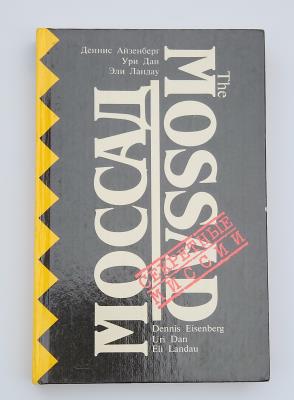 Деннис Айзенберг
Ури Дан
Эли Ландау
МОССАД
The
MOSSAD
СЕКРЕТНЫЕ
МИССИИ
Dennis Eisenberg
Uri Dan
Eli Landau